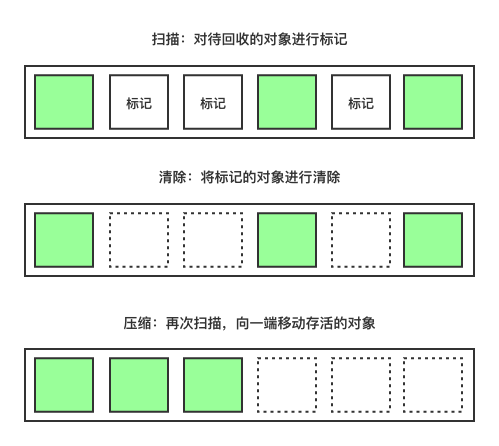 扫描：对待回收的对象进行标记
标记
标记
标记
清除：将标记的对象进行清除
压缩：再次扫描，向一端移动存活的对象